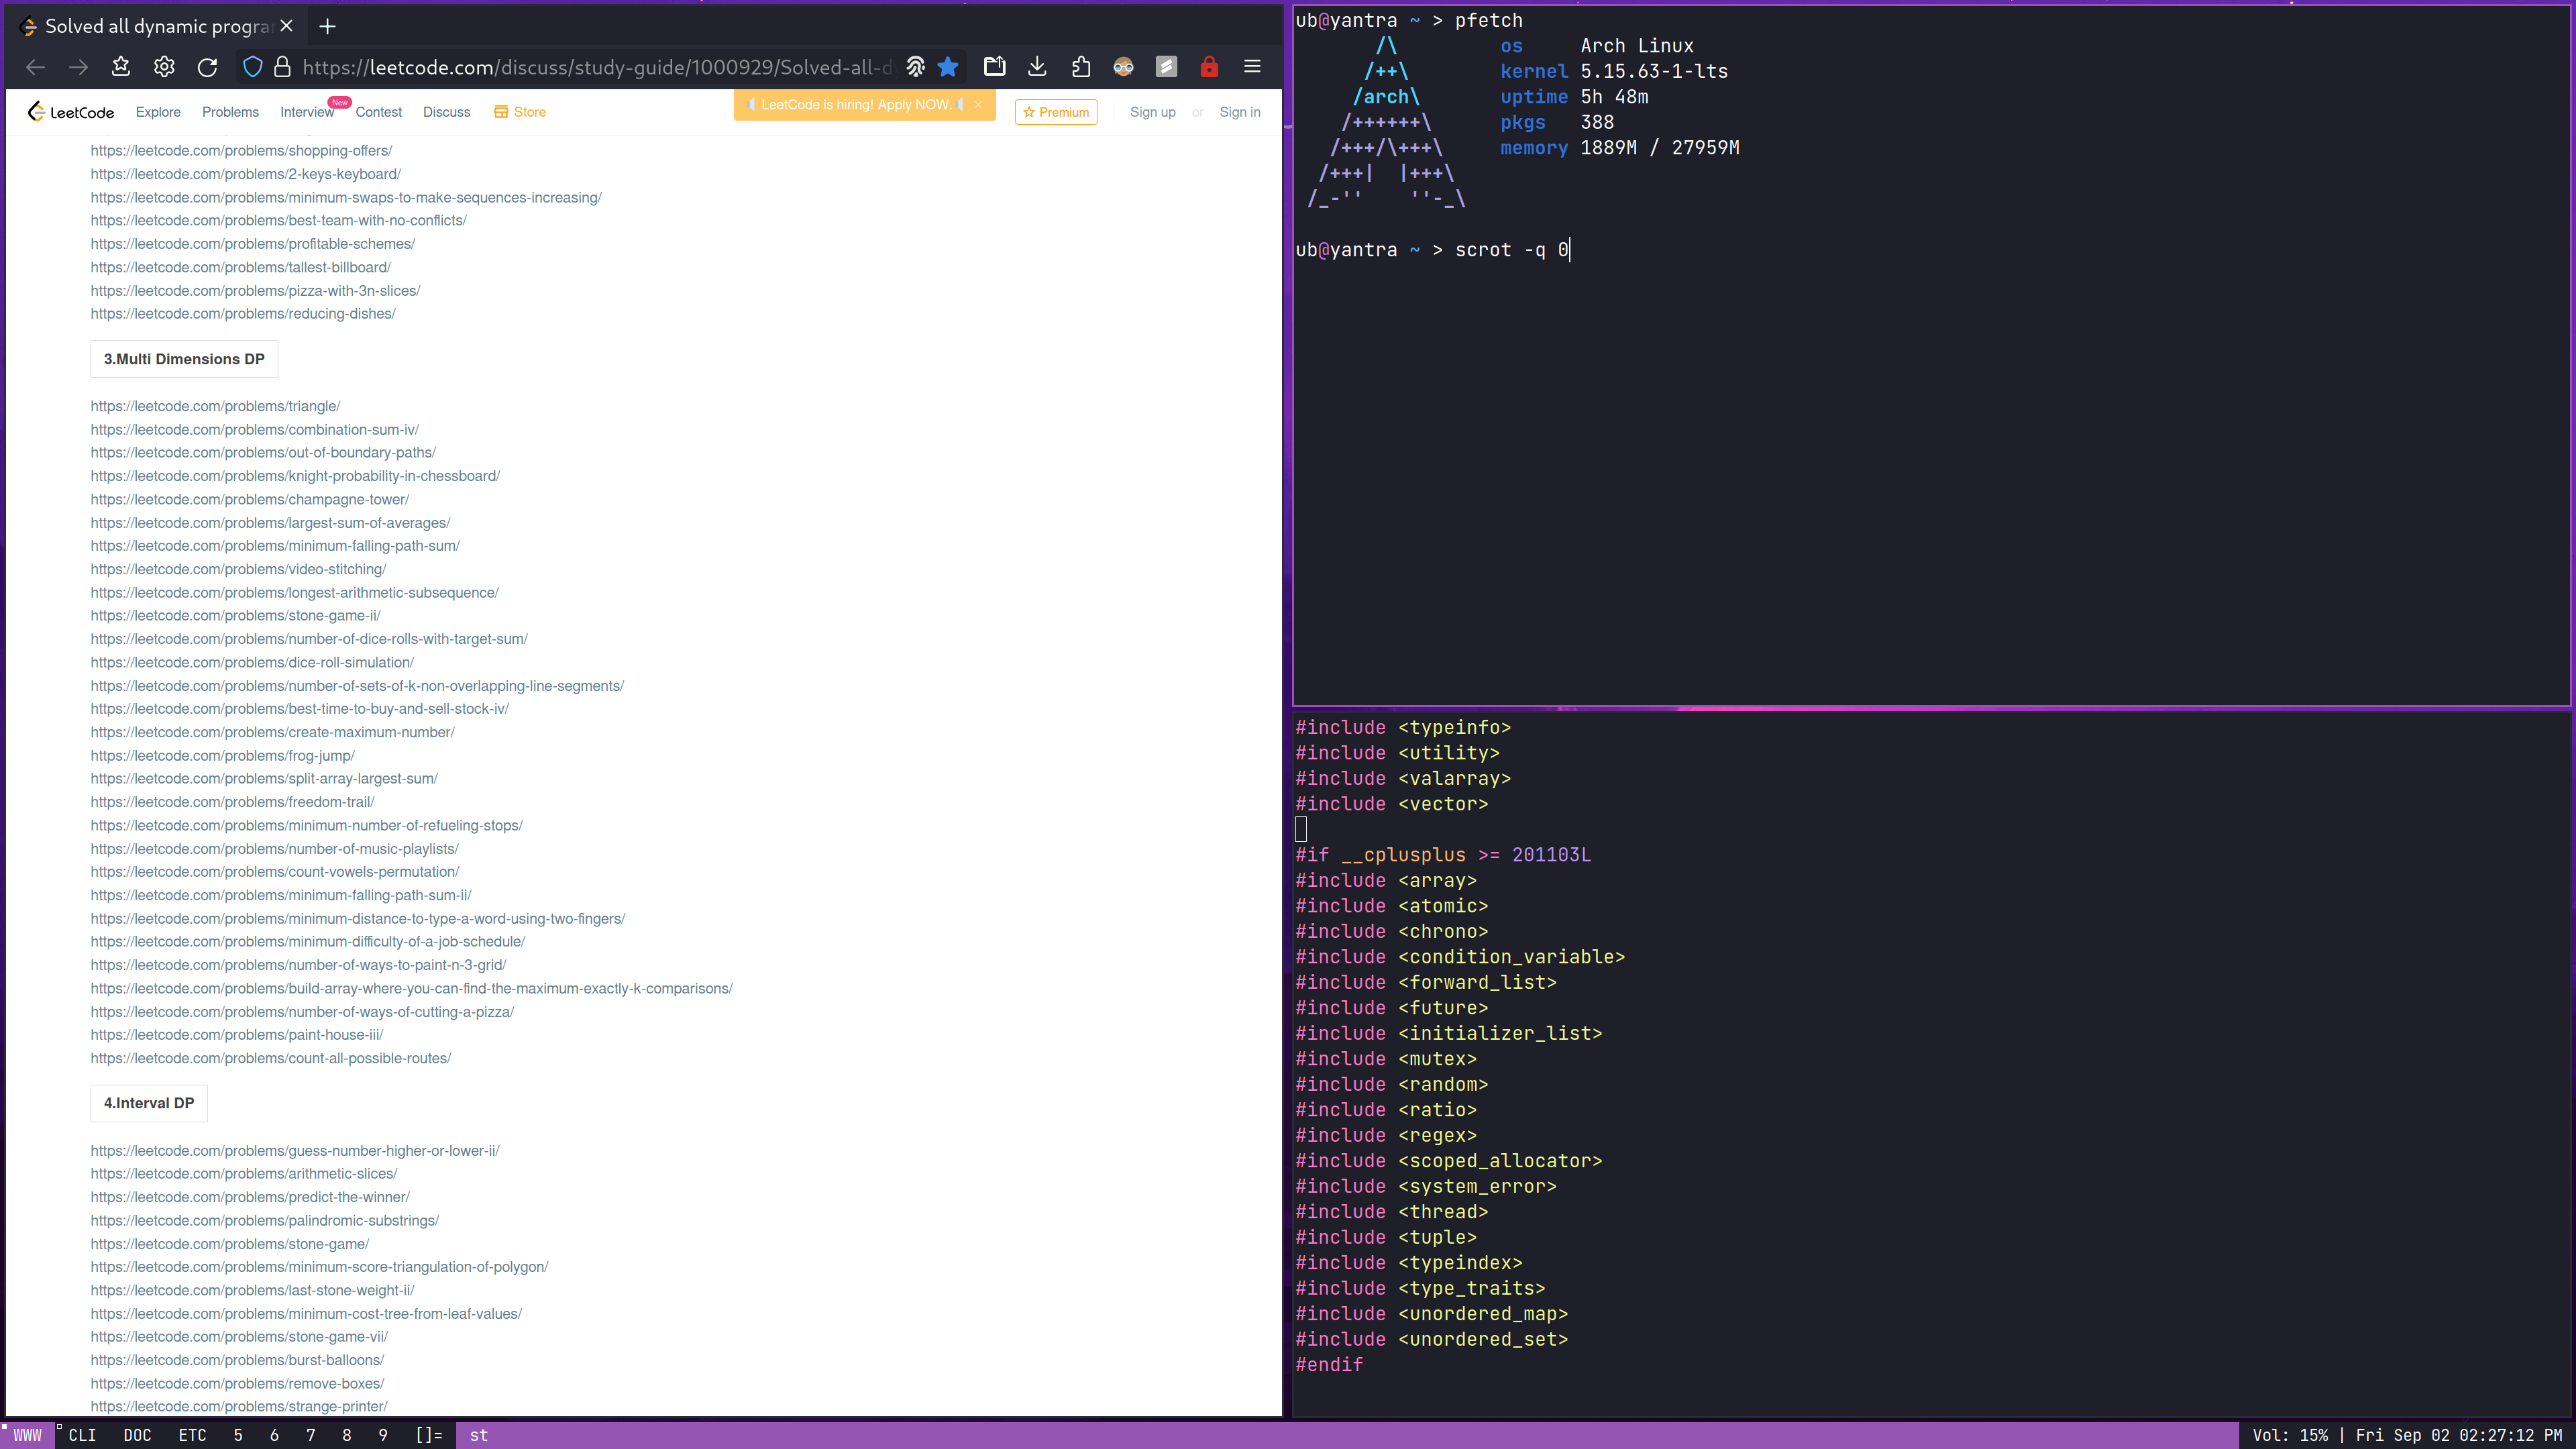 Solved all dynamic progra
https://leetcode.com/discuss/study-guide/1000929/Solved-all-d
LeetCode Explore Problems Interview New Contest Discuss Store LeetCode is hiring! Apply NOW. Premium Sign up or Sign in
https://leetcode.com/problems/shopping-offers/
https://leetcode.com/problems/2-keys-keyboard/
https://leetcode.com/problems/minimum-swaps-to-make-sequences-increasing/
https://leetcode.com/problems/best-team-with-no-conflicts/
https://leetcode.com/problems/profitable-schemes/
https://leetcode.com/problems/tallest-billboard/
https://leetcode.com/problems/pizza-with-3n-slices/
https://leetcode.com/problems/reducing-dishes/
3.Multi Dimensions DP
https://leetcode.com/problems/triangle/
https://leetcode.com/problems/combination-sum-iv/
https://leetcode.com/problems/out-of-boundary-paths/
https://leetcode.com/problems/knight-probability-in-chessboard/
https://leetcode.com/problems/champagne-tower/
https://leetcode.com/problems/largest-sum-of-averages/
https://leetcode.com/problems/minimum-falling-path-sum/
https://leetcode.com/problems/video-stitching/
https://leetcode.com/problems/longest-arithmetic-subsequence/
https://leetcode.com/problems/stone-game-ii/
https://leetcode.com/problems/number-of-dice-rolls-with-target-sum/
https://leetcode.com/problems/dice-roll-simulation/
https://leetcode.com/problems/number-of-sets-of-k-non-overlapping-line-segments/
https://leetcode.com/problems/best-time-to-buy-and-sell-stock-iv/
https://leetcode.com/problems/create-maximum-number/
https://leetcode.com/problems/frog-jump/
https://leetcode.com/problems/split-array-largest-sum/
https://leetcode.com/problems/freedom-trail/
https://leetcode.com/problems/minimum-number-of-refueling-stops/
https://leetcode.com/problems/number-of-music-playlists/
https://leetcode.com/problems/count-vowels-permutation/
https://leetcode.com/problems/minimum-falling-path-sum-ii/
https://leetcode.com/problems/minimum-distance-to-type-a-word-using-two-fingers/
https://leetcode.com/problems/minimum-difficulty-of-a-job-schedule/
https://leetcode.com/problems/number-of-ways-to-paint-n-3-grid/
https://leetcode.com/problems/build-array-where-you-can-find-the-maximum-exactly-k-comparisons/
https://leetcode.com/problems/number-of-ways-of-cutting-a-pizza/
https://leetcode.com/problems/paint-house-iii/
https://leetcode.com/problems/count-all-possible-routes/
4.Interval DP
https://leetcode.com/problems/guess-number-higher-or-lower-ii/
https://leetcode.com/problems/arithmetic-slices/
https://leetcode.com/problems/predict-the-winner/
https://leetcode.com/problems/palindromic-substrings/
https://leetcode.com/problems/stone-game/
https://leetcode.com/problems/minimum-score-triangulation-of-polygon/
https://leetcode.com/problems/last-stone-weight-ii/
https://leetcode.com/problems/minimum-cost-tree-from-leaf-values/
https://leetcode.com/problems/stone-game-vii/
https://leetcode.com/problems/burst-balloons/
https://leetcode.com/problems/remove-boxes/
https://leetcode.com/problems/strange-printer/
ub@yantra ~ > pfetch
       /\         os     Arch Linux
      /++\       kernel 5.15.63-1-lts
     /arch\      uptime 5h 48m
    /++++++\     pkgs   388
   /+++/\+++\    memory 1889M / 27959M
  /+++|  |+++\
 /_-''    ''-_\
ub@yantra ~ > scrot -q 0
#include <typeinfo>
#include <utility>
#include <valarray>
#include <vector>
#if __cplusplus >= 201103L
#include <array>
#include <atomic>
#include <chrono>
#include <condition_variable>
#include <forward_list>
#include <future>
#include <initializer_list>
#include <mutex>
#include <random>
#include <ratio>
#include <regex>
#include <scoped_allocator>
#include <system_error>
#include <thread>
#include <tuple>
#include <typeindex>
#include <type_traits>
#include <unordered_map>
#include <unordered_set>
#endif
WWW CLI DOC ETC 5 6 7 8 9 []= st Vol: 15% | Fri Sep 02 02:27:12 PM